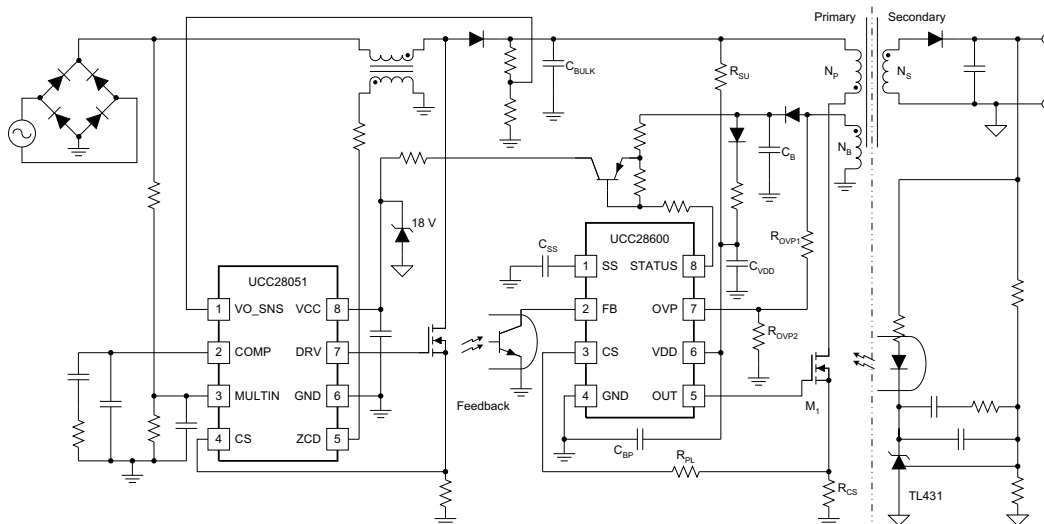 Primary
Secondary
C_BULK
R_SU
N_P
N_S
C_B
N_B
18 V
C_SS
UCC28600
1 SS
STATUS 8
2 FB
OVP 7
3 CS
VDD 6
4 GND
OUT 5
C_VDD
R_OVP1
R_OVP2
UCC28051
1 VO_SNS
VCC 8
2 COMP
DRV 7
3 MULTIN
GND 6
4 CS
ZCD 5
Feedback
M_1
C_BP
R_PL
R_CS
TL431